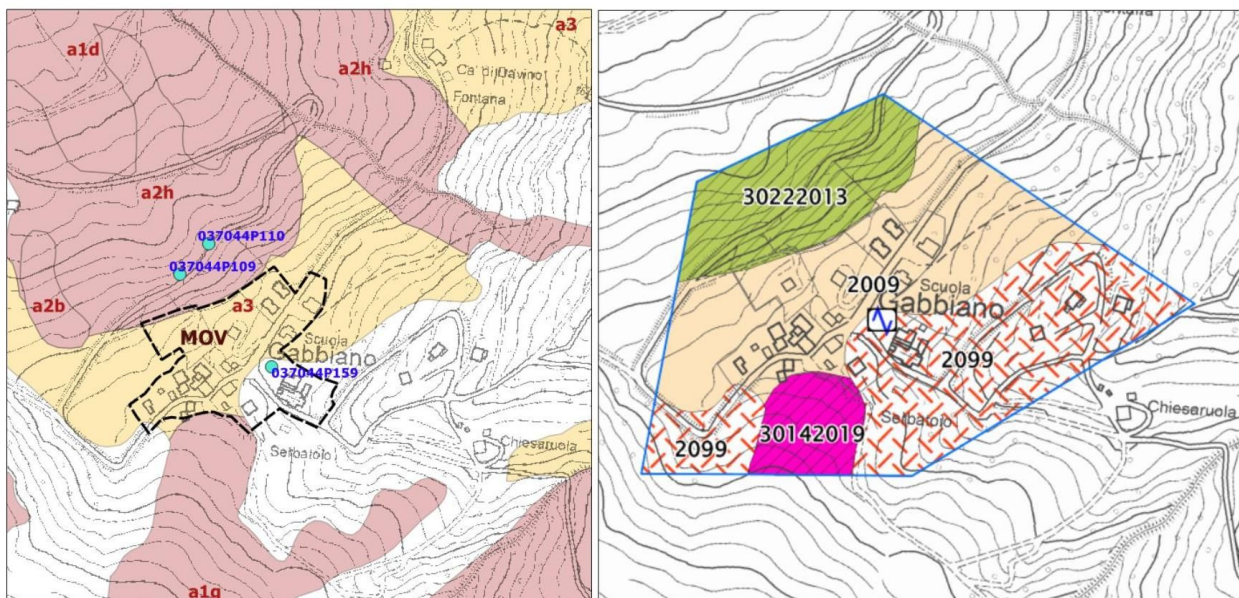 a1d
a3
a2h
Ca' di Davino
Fontana
a2h
037044P110
037044P109
a2b
a3
MOV
Scuola
Gabbiano
037044P159
Chiesaruola
Serbatoio
a1g
30222013
2009
Scuola
Gabbiano
2099
Chiesaruola
Serbatoio
2099
30142019